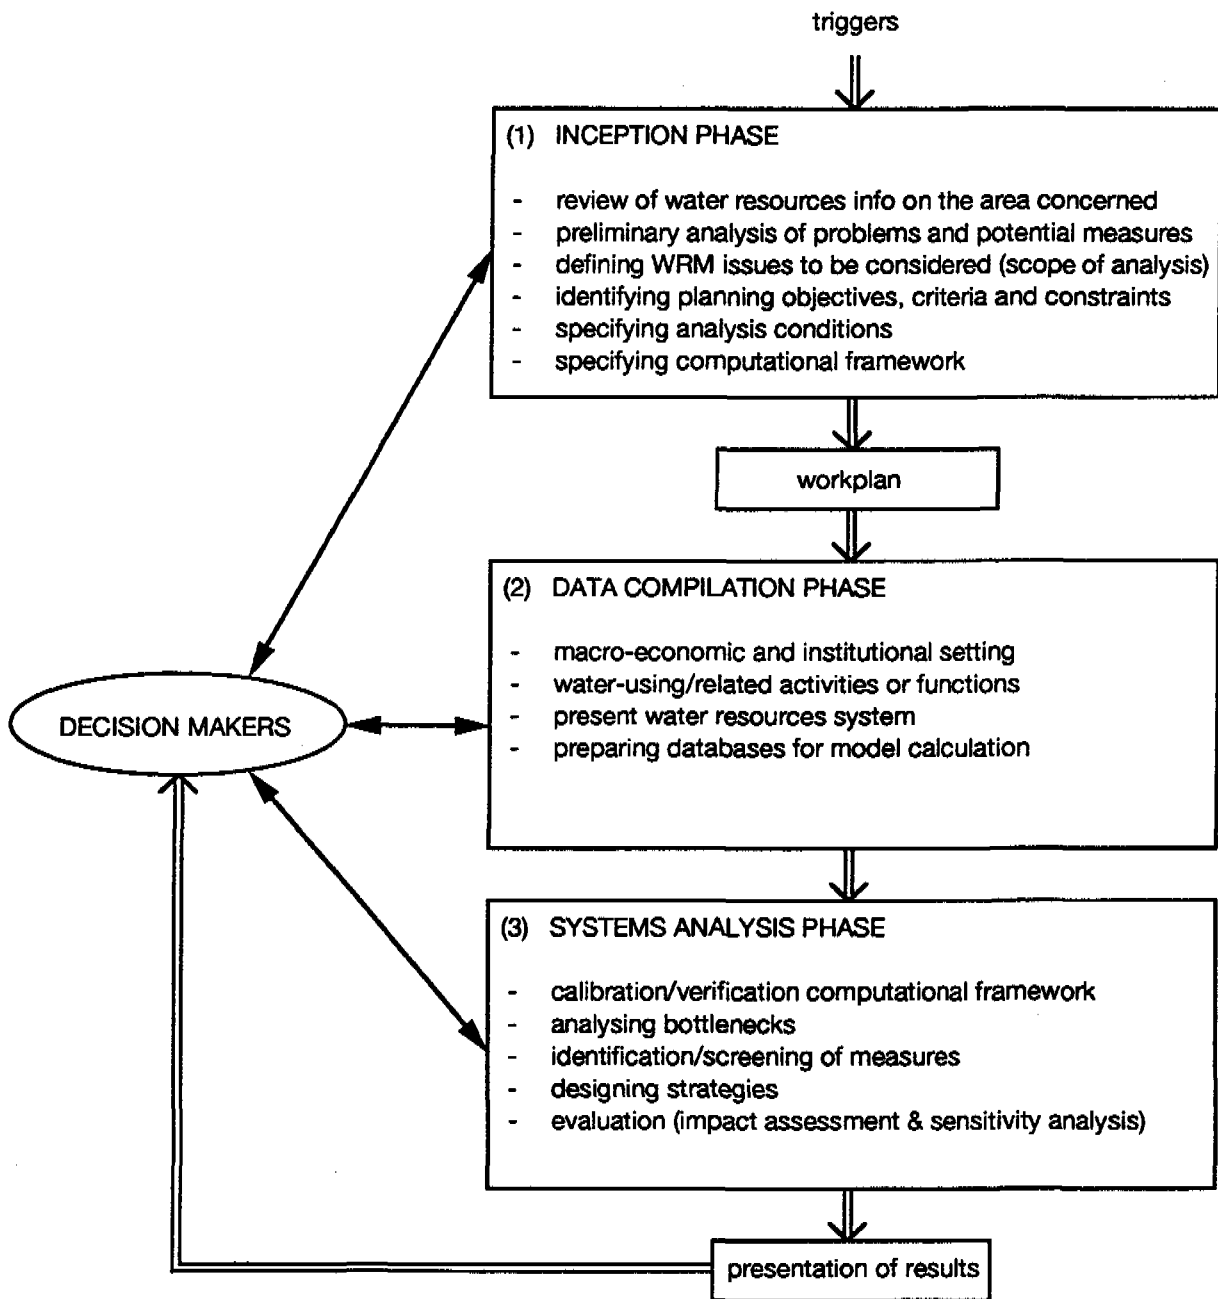 triggers
(1) INCEPTION PHASE
- review of water resources info on the area concerned
- preliminary analysis of problems and potential measures
- defining WRM issues to be considered (scope of analysis)
- identifying planning objectives, criteria and constraints
- specifying analysis conditions
- specifying computational framework
workplan
(2) DATA COMPILATION PHASE
- macro-economic and institutional setting
- water-using/related activities or functions
- present water resources system
- preparing databases for model calculation
DECISION MAKERS
(3) SYSTEMS ANALYSIS PHASE
- calibration/verification computational framework
- analysing bottlenecks
- identification/screening of measures
- designing strategies
- evaluation (impact assessment & sensitivity analysis)
presentation of results